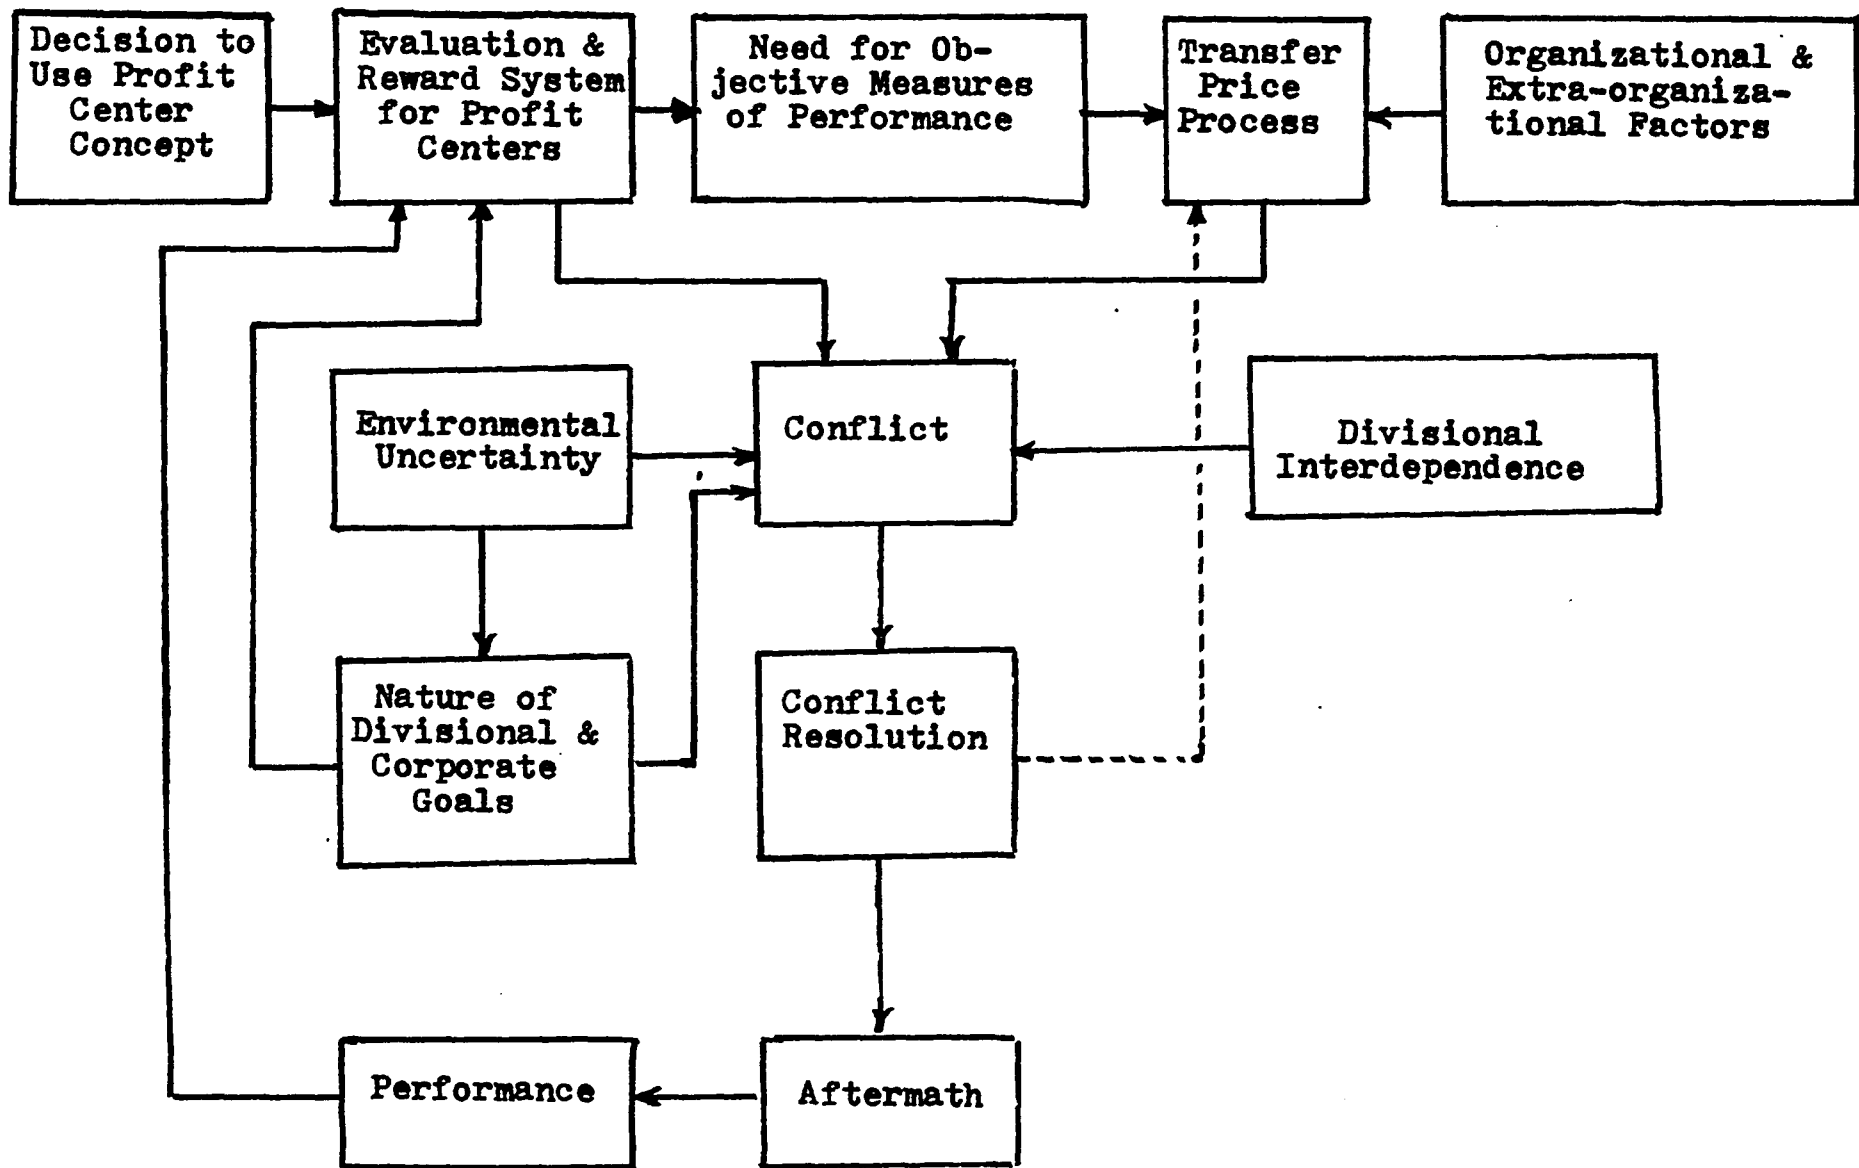 Decision to
Use Profit
Center
Concept
Evaluation &
Reward System
for Profit
Centers
Need for Ob-
jective Measures
of Performance
Transfer
Price
Process
Organizational &
Extra-organiza-
tional Factors
Environmental
Uncertainty
Conflict
Divisional
Interdependence
Nature of
Divisional &
Corporate
Goals
Conflict
Resolution
Performance
Aftermath